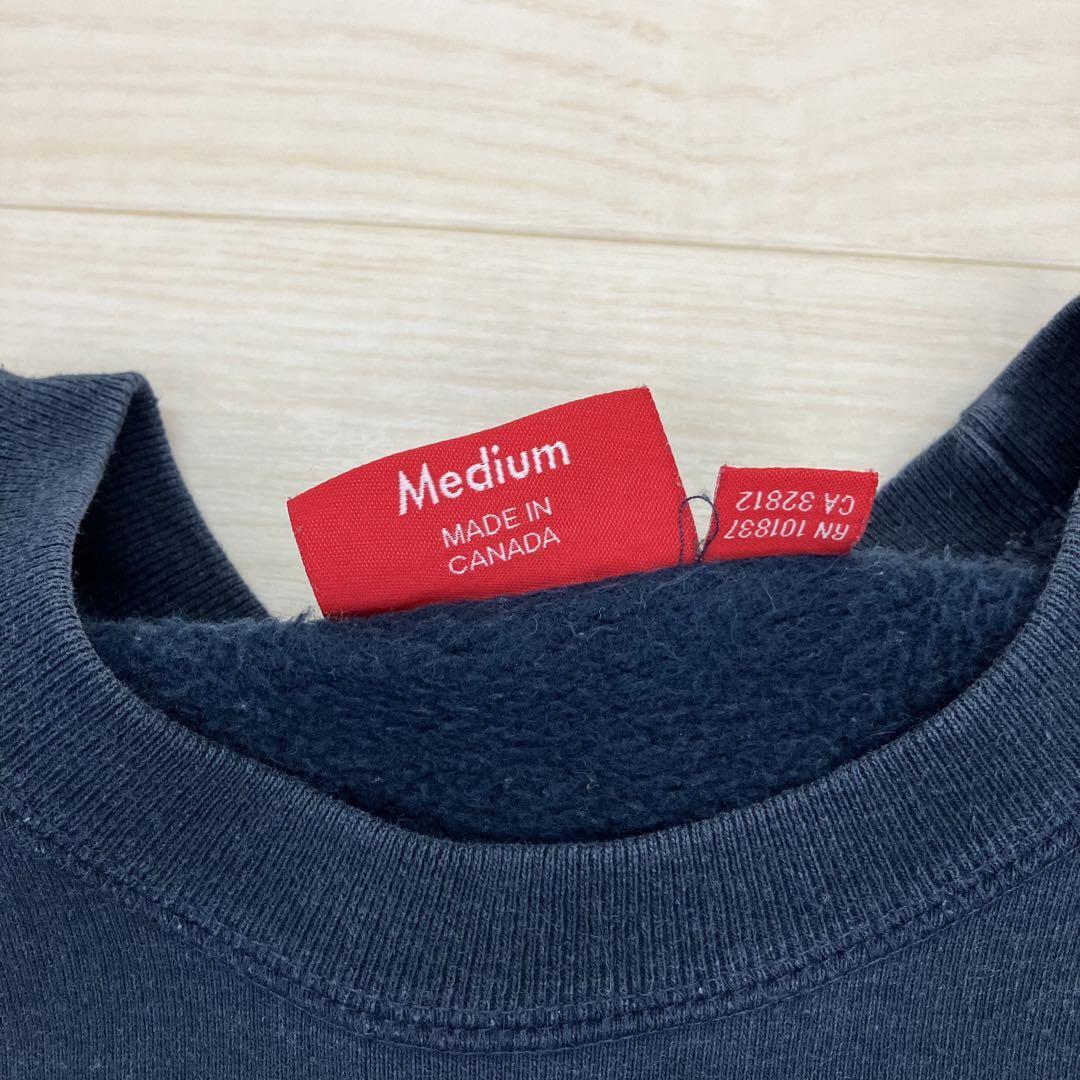 Medium
MADE IN
CANADA
RN 101837
CA 32812